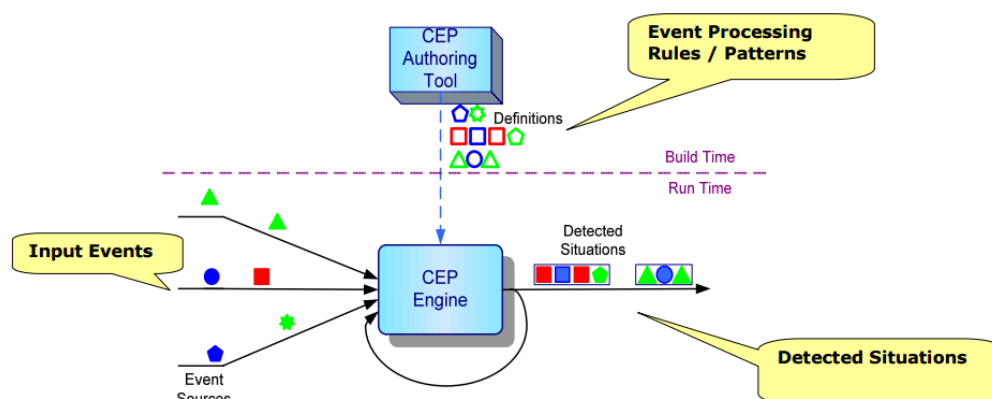 CEP
Authoring
Tool
Event Processing
Rules / Patterns
Definitions
Build Time
Run Time
Input Events
Detected
Situations
CEP
Engine
Detected Situations
Event
Sources